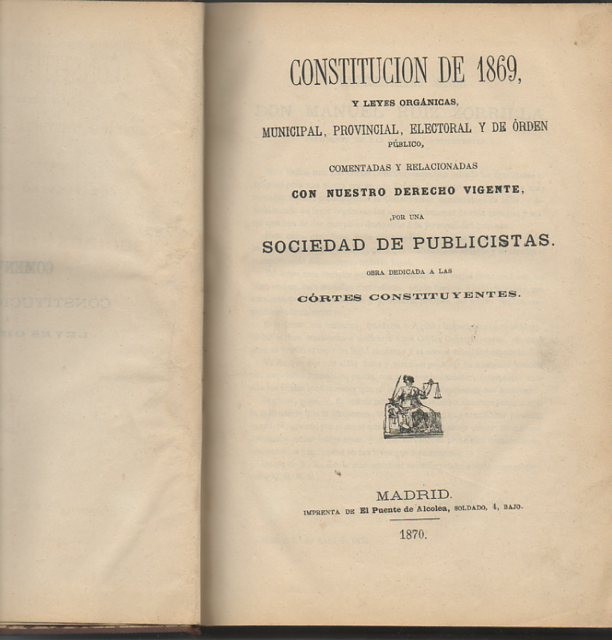 CONSTITUCION DE 1869,
Y LEYES ORGÁNICAS,
MUNICIPAL, PROVINCIAL, ELECTORAL Y DE ÓRDEN
PÚBLICO,
COMENTADAS Y RELACIONADAS
CON NUESTRO DERECHO VIGENTE,
POR UNA
SOCIEDAD DE PUBLICISTAS.
OBRA DEDICADA A LAS
CÓRTES CONSTITUYENTES.
MADRID.
IMPRENTA DE El Puente de Alcolea, SOLDADO, 4, BAJO.
1870.